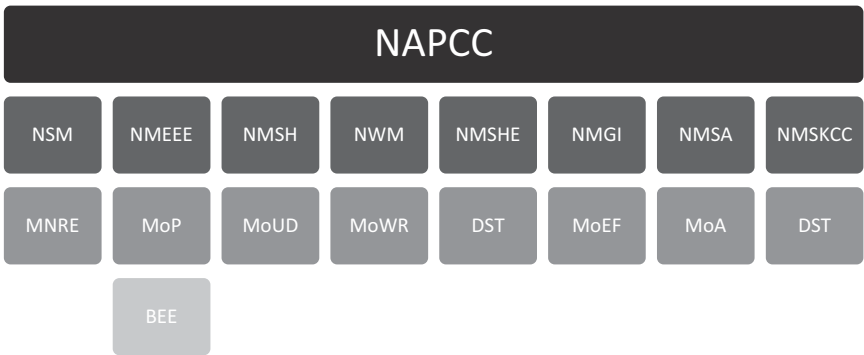 NAPCC
NSM NMEEE NMSH NWM NMSHE NMGI NMSA NMSKCC
MNRE MoP MoUD MoWR DST MoEF MoA DST
BEE